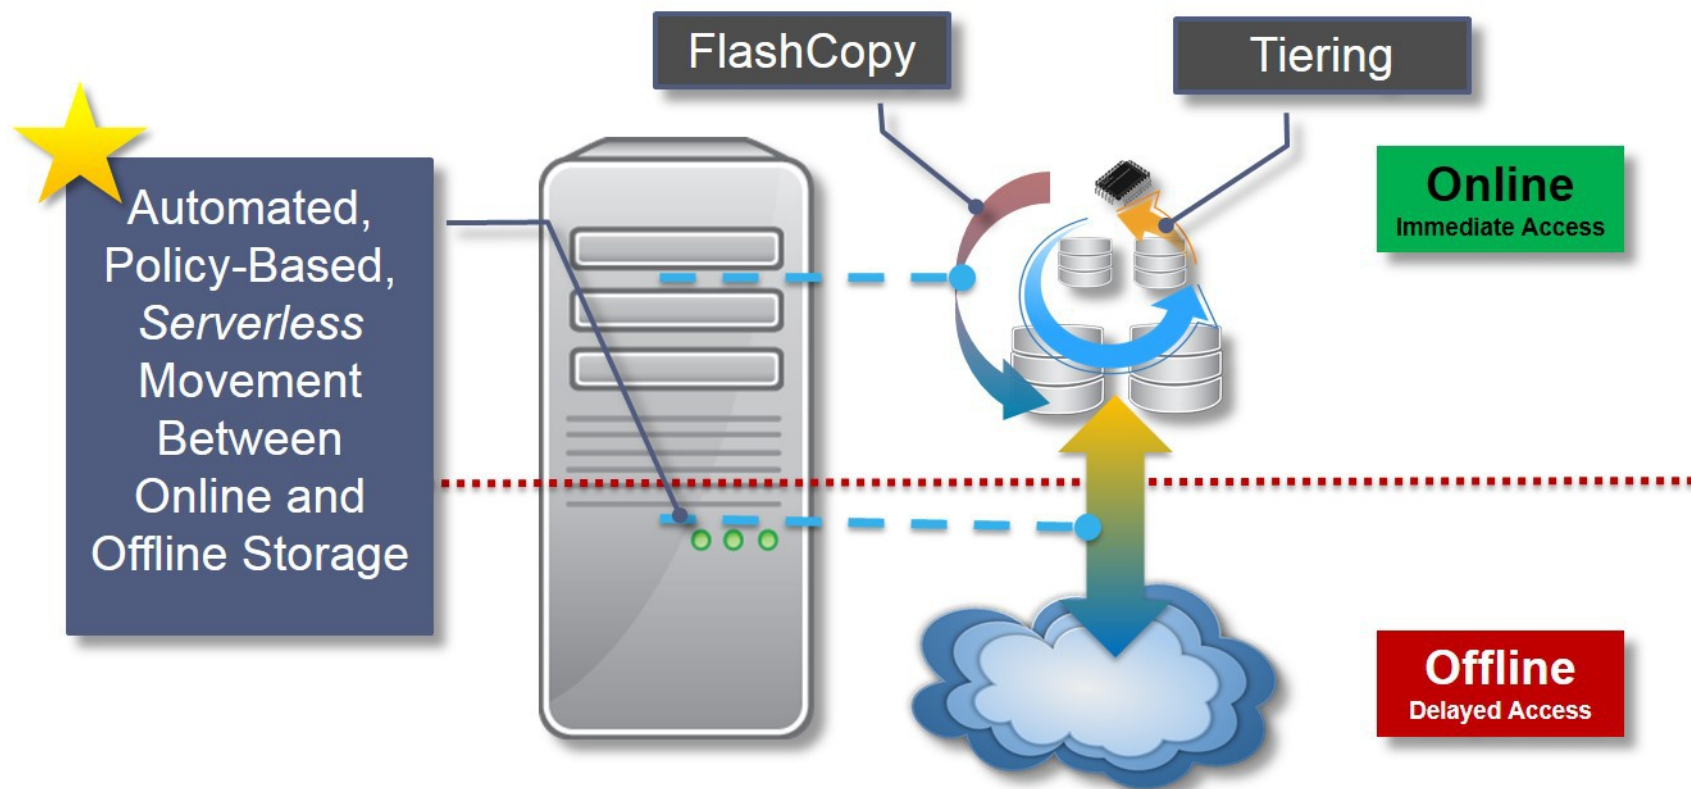 FlashCopy
Tiering
Automated,
Policy-Based,
Serverless
Movement
Between
Online and
Offline Storage
Online
Immediate Access
Offline
Delayed Access